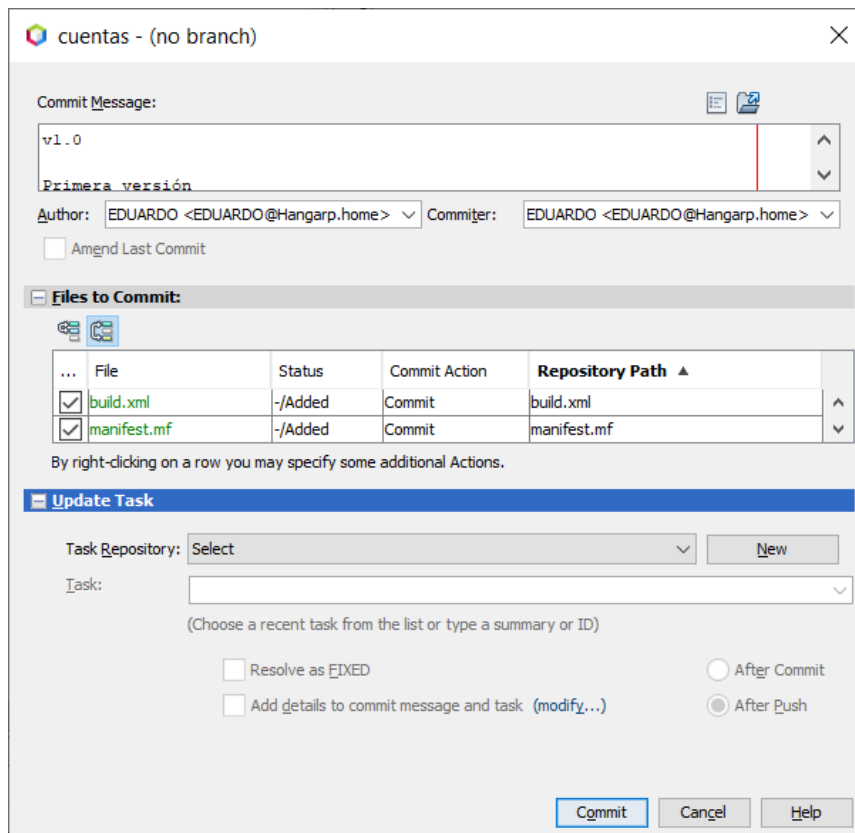 cuentas - (no branch)
Commit Message:
v1.0
Primera versión
Author: EDUARDO <EDUARDO@Hangarp.home> Commiter: EDUARDO <EDUARDO@Hangarp.home>
Amend Last Commit
Files to Commit:
... File Status Commit Action Repository Path
build.xml -/Added Commit build.xml
manifest.mf -/Added Commit manifest.mf
By right-clicking on a row you may specify some additional Actions.
Update Task
Task Repository: Select New
Task:
(Choose a recent task from the list or type a summary or ID)
Resolve as FIXED After Commit
Add details to commit message and task (modify...) After Push
Commit Cancel Help